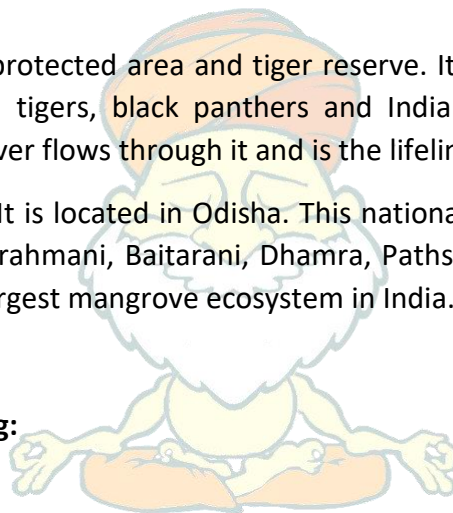 protected area and tiger reserve. It
tigers, black panthers and India
ver flows through it and is the lifelin
It is located in Odisha. This nationa
rahmani, Baitarani, Dhamra, Paths
rgest mangrove ecosystem in India.
g: